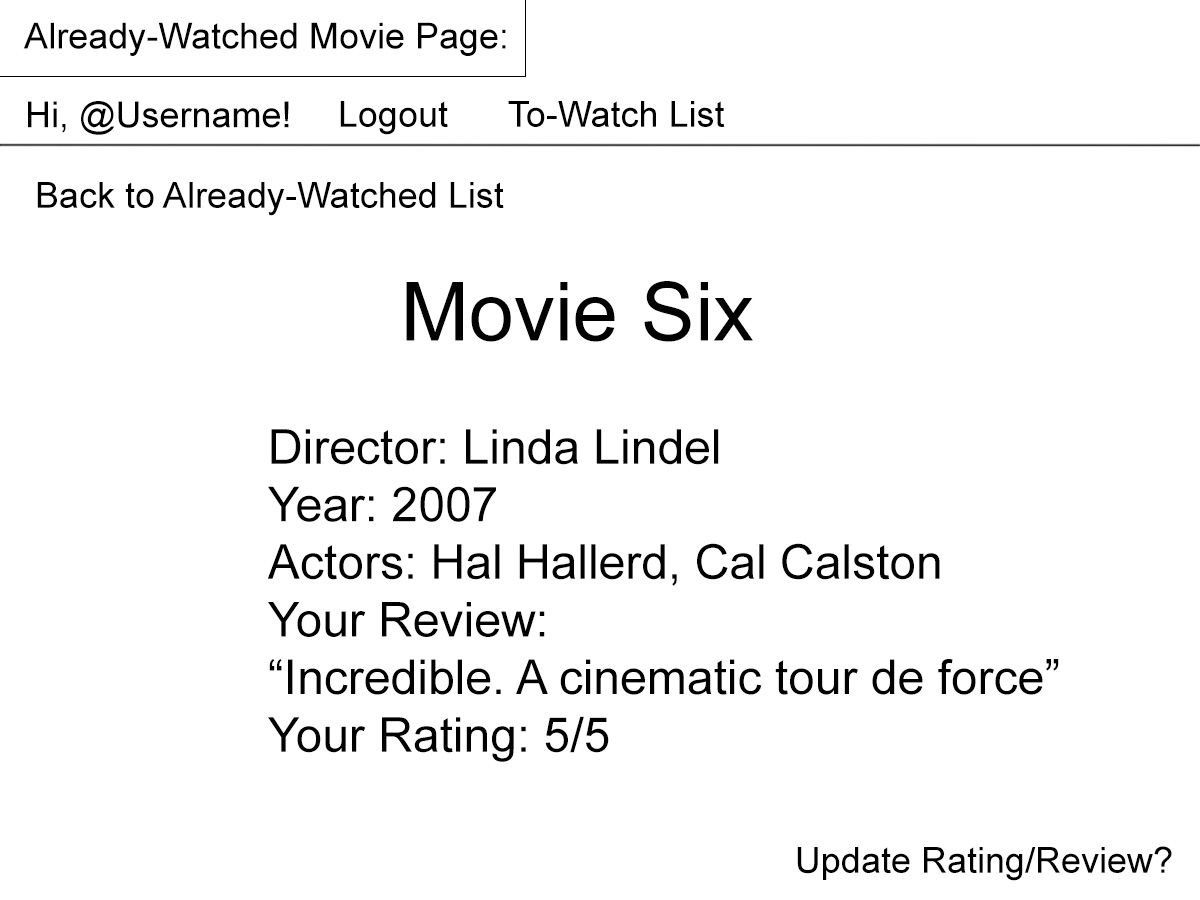 Already-Watched Movie Page:
Hi, @Username! Logout To-Watch List
Back to Already-Watched List
Movie Six
Director: Linda Lindel
Year: 2007
Actors: Hal Hallerd, Cal Calston
Your Review:
“Incredible. A cinematic tour de force”
Your Rating: 5/5
Update Rating/Review?